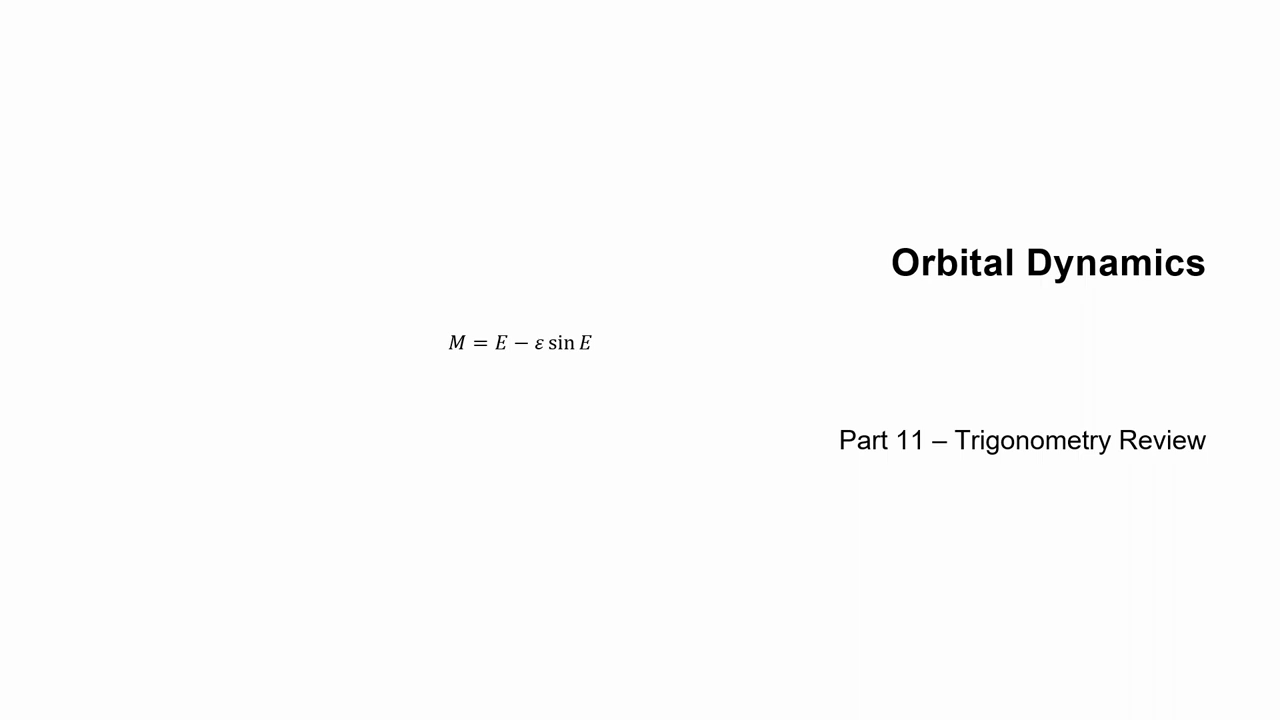 Orbital Dynamics
M = E − ε sin E
Part 11 – Trigonometry Review